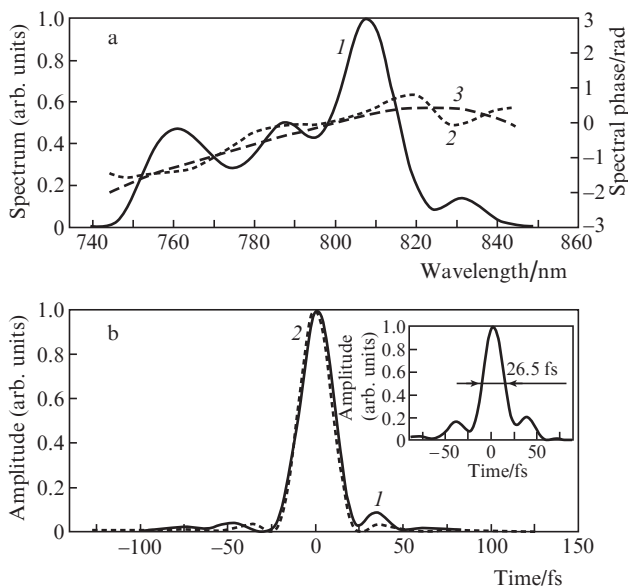 a
Spectrum (arb. units)
1.0
0.8
0.6
0.4
0.2
0
1
3
2
3
2
1
0
−1
−2
−3
Spectral phase/rad
740 760 780 800 820 840 860
Wavelength/nm
b
Amplitude (arb. units)
1.0
0.8
0.6
0.4
0.2
0
2
1
−100 −50 0 50 100 150
Time/fs
Amplitude
(arb. units)
1.0
0.8
0.6
0.4
0.2
0
26.5 fs
−50 0 50
Time/fs